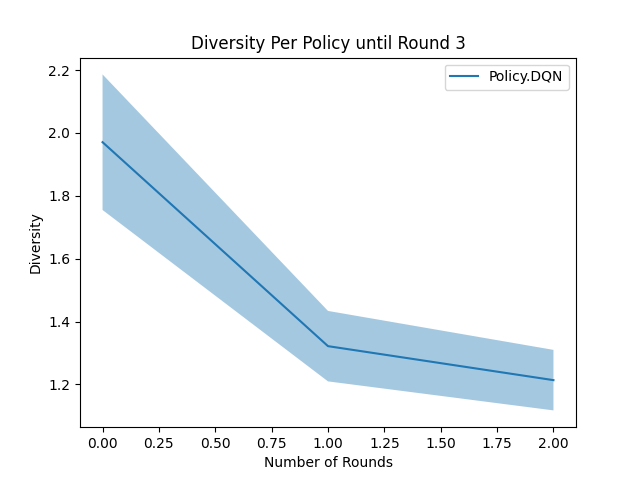 Diversity Per Policy until Round 3
Policy.DQN
2.2
2.0
1.8
1.6
1.4
1.2
Diversity
0.00 0.25 0.50 0.75 1.00 1.25 1.50 1.75 2.00
Number of Rounds